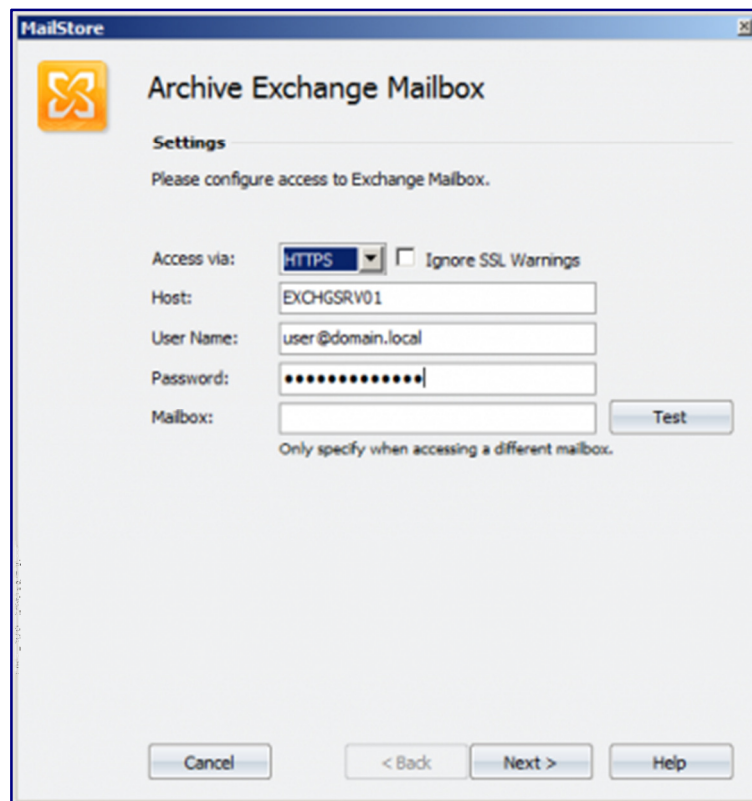 MailStore
Archive Exchange Mailbox
Settings
Please configure access to Exchange Mailbox.
Access via: HTTPS Ignore SSL Warnings
Host: EXCHGSRV01
User Name: user@domain.local
Password: ●●●●●●●●●●●●●
Mailbox: Test
Only specify when accessing a different mailbox.
Cancel < Back Next > Help